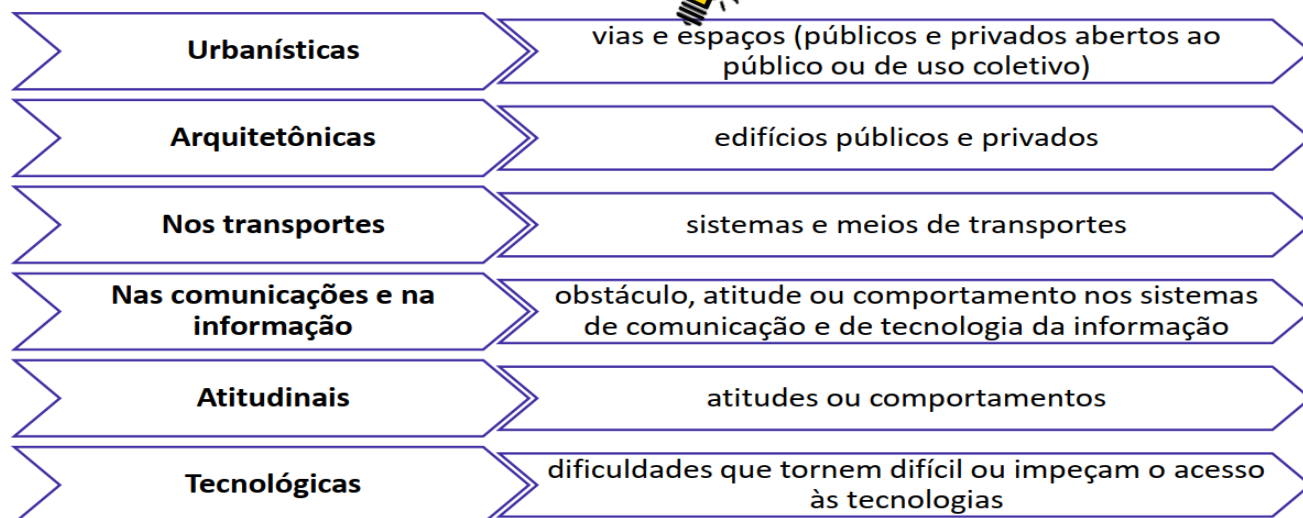 Urbanísticas
vias e espaços (públicos e privados abertos ao
público ou de uso coletivo)
Arquitetônicas
edifícios públicos e privados
Nos transportes
sistemas e meios de transportes
Nas comunicações e na
informação
obstáculo, atitude ou comportamento nos sistemas
de comunicação e de tecnologia da informação
Atitudinais
atitudes ou comportamentos
Tecnológicas
dificuldades que tornem difícil ou impeçam o acesso
às tecnologias